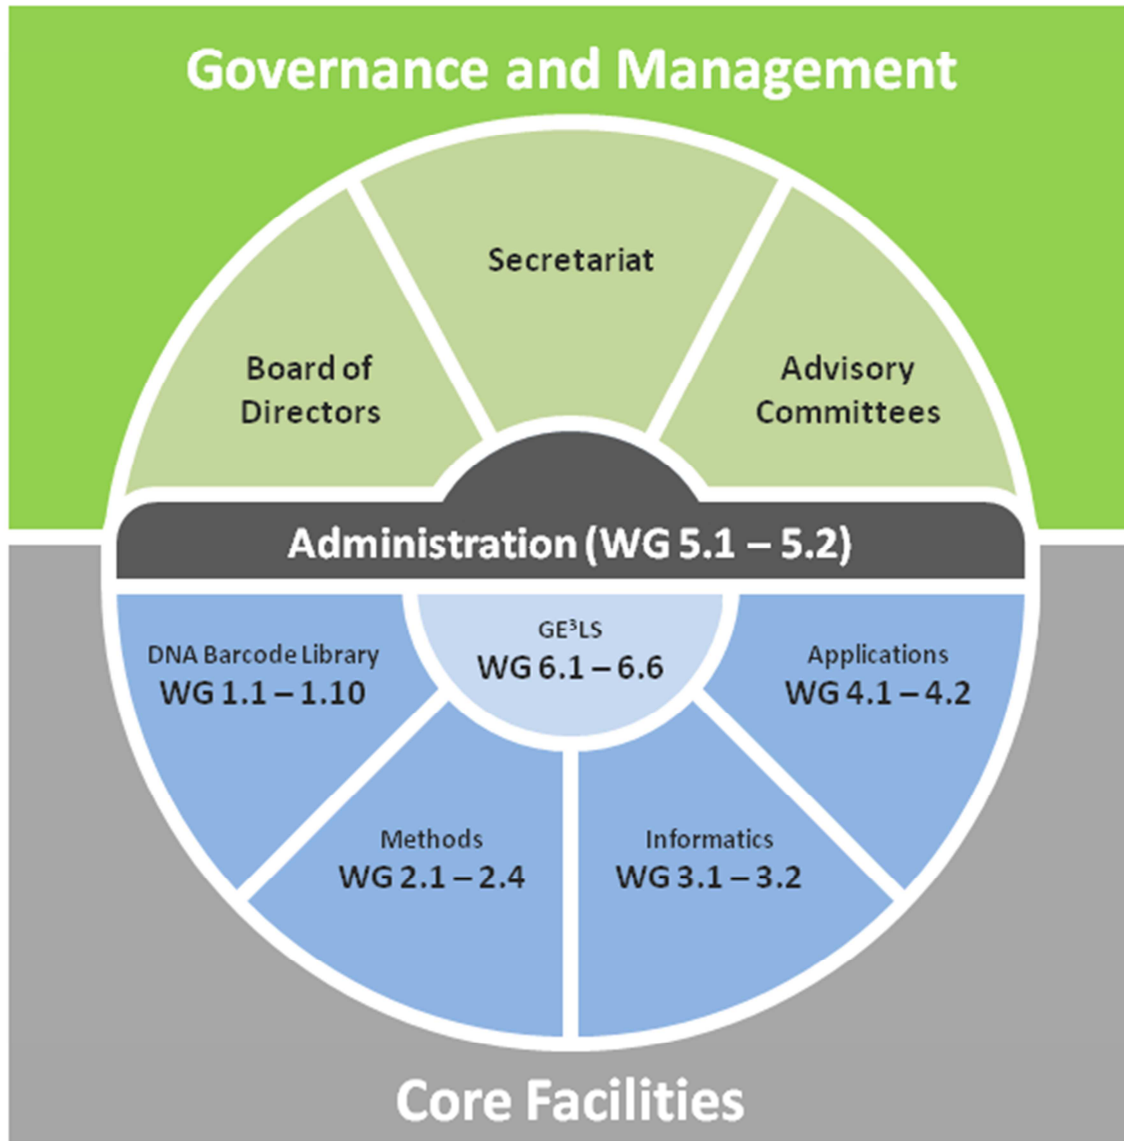 Governance and Management
Secretariat
Board of
Directors
Advisory
Committees
Administration (WG 5.1 – 5.2)
GE³LS
WG 6.1 – 6.6
DNA Barcode Library
WG 1.1 – 1.10
Applications
WG 4.1 – 4.2
Methods
WG 2.1 – 2.4
Informatics
WG 3.1 – 3.2
Core Facilities